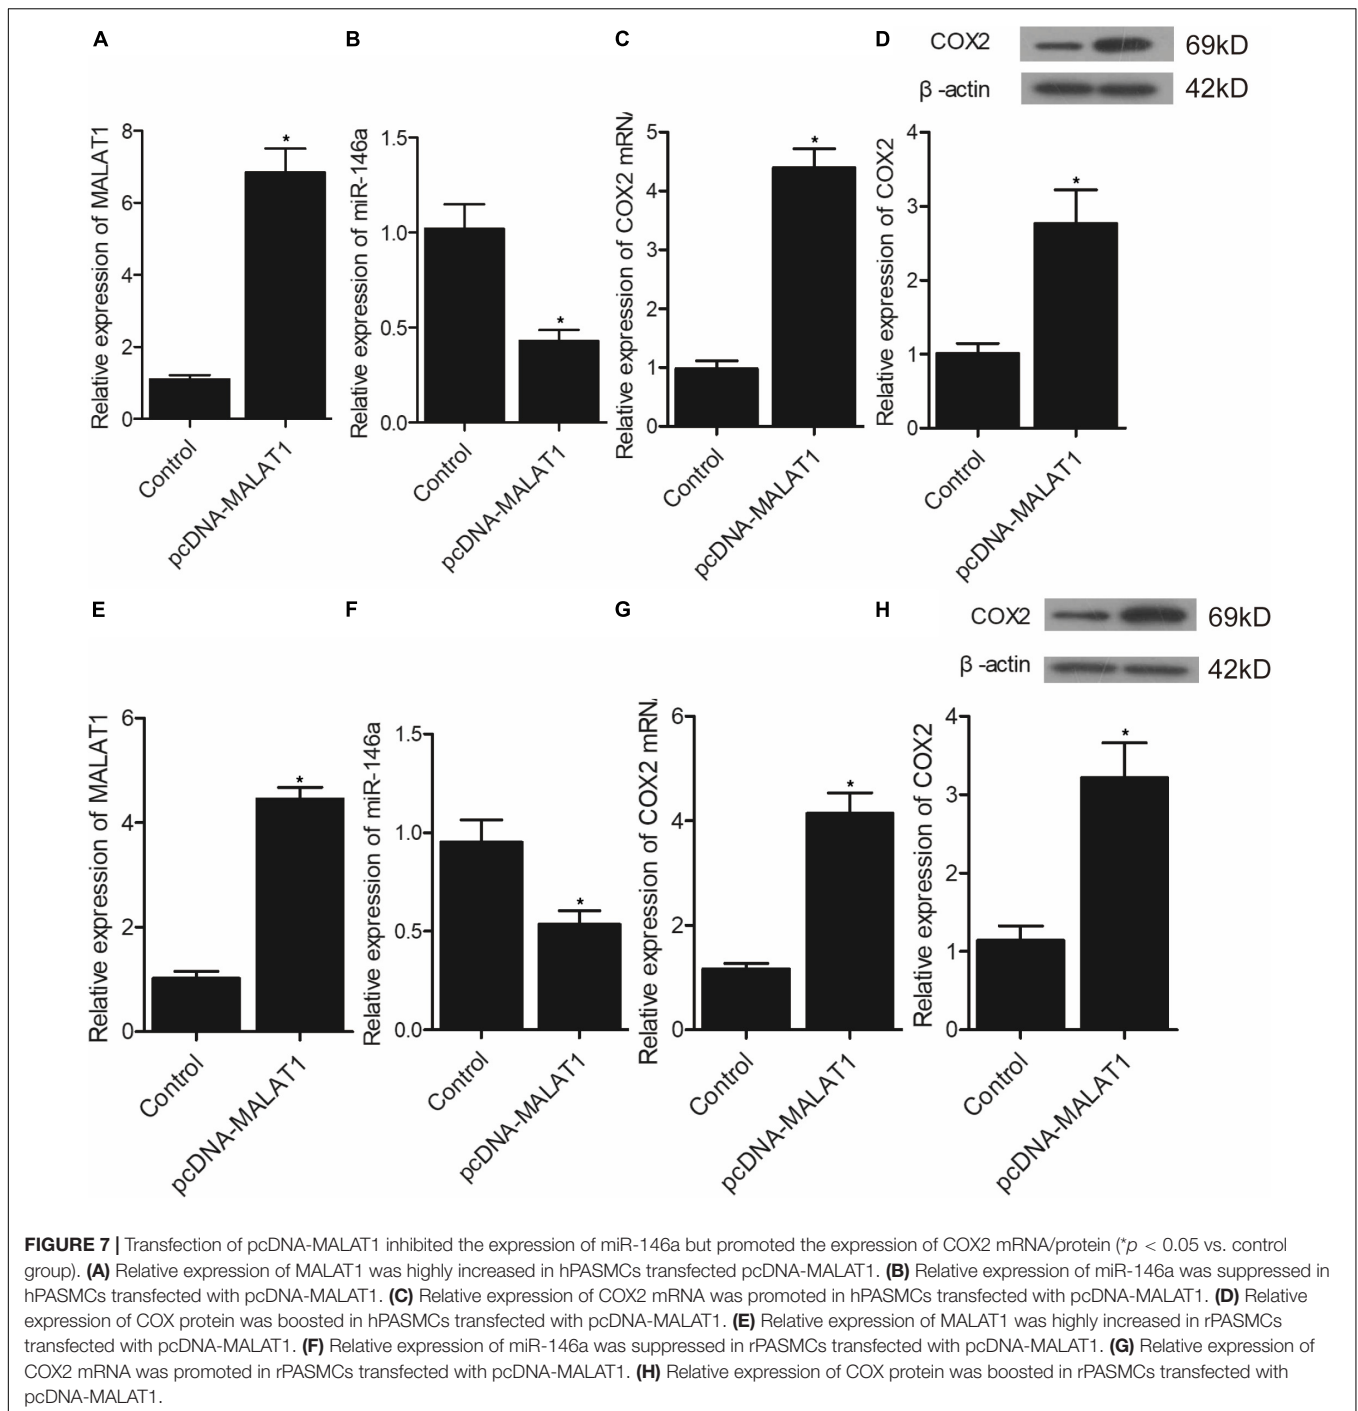 A
B
C
D
COX2
69kD
β -actin
42kD
Relative expression of MALAT1
8
6
4
2
0
*
Control
pcDNA-MALAT1
Relative expression of miR-146a
1.5
1.0
0.5
0.0
*
Control
pcDNA-MALAT1
Relative expression of COX2 mRNA
5
4
3
2
1
0
*
Control
pcDNA-MALAT1
Relative expression of COX2
4
3
2
1
0
*
Control
pcDNA-MALAT1
E
F
G
H
COX2
69kD
β -actin
42kD
Relative expression of MALAT1
6
4
2
0
*
Control
pcDNA-MALAT1
Relative expression of miR-146a
1.5
1.0
0.5
0.0
*
Control
pcDNA-MALAT1
Relative expression of COX2 mRN
6
4
2
0
*
Control
pcDNA-MALAT1
Relative expression of COX2
4
3
2
1
0
*
Control
pcDNA-MALAT1
FIGURE 7 | Transfection of pcDNA-MALAT1 inhibited the expression of miR-146a but promoted the expression of COX2 mRNA/protein (*p < 0.05 vs. control
group). (A) Relative expression of MALAT1 was highly increased in hPASMCs transfected pcDNA-MALAT1. (B) Relative expression of miR-146a was suppressed in
hPASMCs transfected with pcDNA-MALAT1. (C) Relative expression of COX2 mRNA was promoted in hPASMCs transfected with pcDNA-MALAT1. (D) Relative
expression of COX protein was boosted in hPASMCs transfected with pcDNA-MALAT1. (E) Relative expression of MALAT1 was highly increased in rPASMCs
transfected with pcDNA-MALAT1. (F) Relative expression of miR-146a was suppressed in rPASMCs transfected with pcDNA-MALAT1. (G) Relative expression of
COX2 mRNA was promoted in rPASMCs transfected with pcDNA-MALAT1. (H) Relative expression of COX protein was boosted in rPASMCs transfected with
pcDNA-MALAT1.